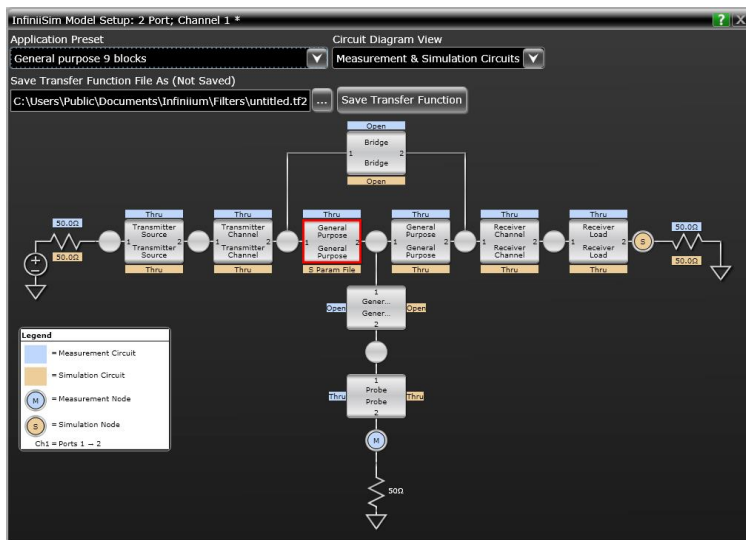 InfiniiSim Model Setup: 2 Port; Channel 1 *
? X
Application Preset
Circuit Diagram View
General purpose 9 blocks
Measurement & Simulation Circuits
Save Transfer Function File As (Not Saved)
C:\Users\Public\Documents\Infiniium\Filters\untitled.tf2
...
Save Transfer Function
Open
Bridge
1 2
Bridge
Open
Thru Thru Thru Thru Thru Thru
50.0Ω
Transmitter Source
1 2
Transmitter Source
Transmitter Channel
1 2
Transmitter Channel
General Purpose
1 2
General Purpose
General Purpose
1 2
General Purpose
Receiver Channel
1 2
Receiver Channel
Receiver Load
1 2
Receiver Load
S
50.0Ω
50.0Ω
50.0Ω
+
−
Thru Thru S Param File Thru Thru Thru
1
Gener...
Open Open
Gener...
2
1
Probe
Thru Thru
Probe
2
M
50Ω
Legend
= Measurement Circuit
= Simulation Circuit
M = Measurement Node
S = Simulation Node
Ch1 = Ports 1 → 2